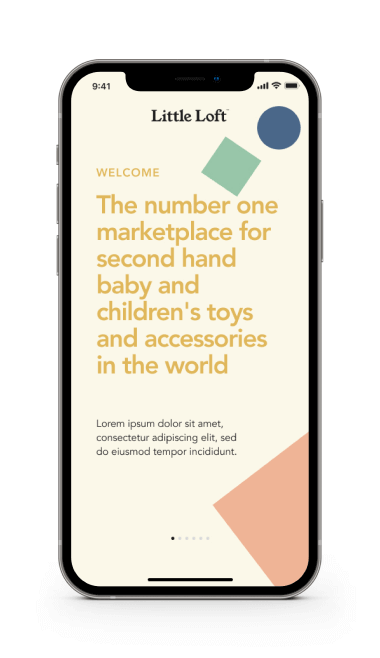 9:41
Little Loft
WELCOME
The number one
marketplace for
second hand
baby and
children's toys
and accessories
in the world
Lorem ipsum dolor sit amet,
consectetur adipiscing elit, sed
do eiusmod tempor incididunt.